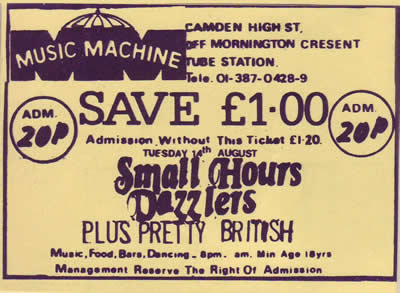 MUSIC MACHINE
CAMDEN HIGH ST,
OFF MORNINGTON CRESENT
TUBE STATION.
Tele. 01-387-0428-9
ADM. 20P
SAVE £1·00
ADM. 20P
Admission Without This Ticket £1·20.
TUESDAY 14th AUGUST
Small Hours
Dazzlers
PLUS PRETTY BRITISH
Music, Food, Bars, Dancing - 8pm. am. Min Age 18yrs
Management Reserve The Right Of Admission